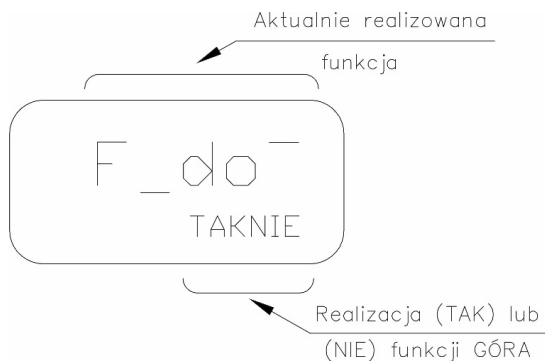 Aktualnie realizowana
funkcja
F_do¯
TAKNIE
Realizacja (TAK) lub
(NIE) funkcji GÓRA